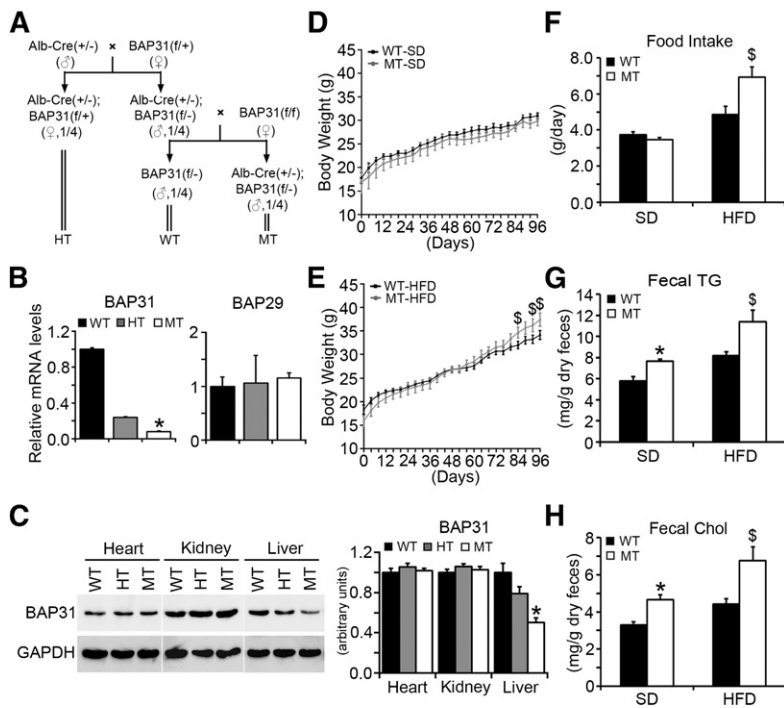 A
Alb-Cre(+/-) × BAP31(f/+)
(♂) (♀)
Alb-Cre(+/-); Alb-Cre(+/-);
BAP31(f/+) BAP31(f/-) × BAP31(f/f)
(♀,1/4) (♂,1/4) (♀)
BAP31(f/-) Alb-Cre(+/-);
(♂,1/4) BAP31(f/-)
(♂,1/4)
HT WT MT
B
BAP31
WT HT MT
Relative mRNA levels
1.2
0.8
0.4
0.0
*
BAP29
2
1
0
C
Heart Kidney Liver
WT HT MT WT HT MT WT HT MT
BAP31
GAPDH
BAP31
WT
HT
MT
(arbitrary units)
1.2
0.9
0.6
0.3
0.0
*
Heart Kidney Liver
D
WT-SD
MT-SD
Body Weight (g)
45
40
35
30
25
20
15
10
0 12 24 36 48 60 72 84 96
(Days)
E
WT-HFD
MT-HFD
Body Weight (g)
45
40
35
30
25
20
15
10
$ $$
0 12 24 36 48 60 72 84 96
(Days)
F
Food Intake
WT
MT
$
(g/day)
8.0
6.0
4.0
2.0
0.0
SD HFD
G
Fecal TG
WT
MT
* $
(mg/g dry feces)
14
12
10
8
6
4
2
0
SD HFD
H
Fecal Chol
WT
MT
* $
(mg/g dry feces)
8
6
4
2
0
SD HFD